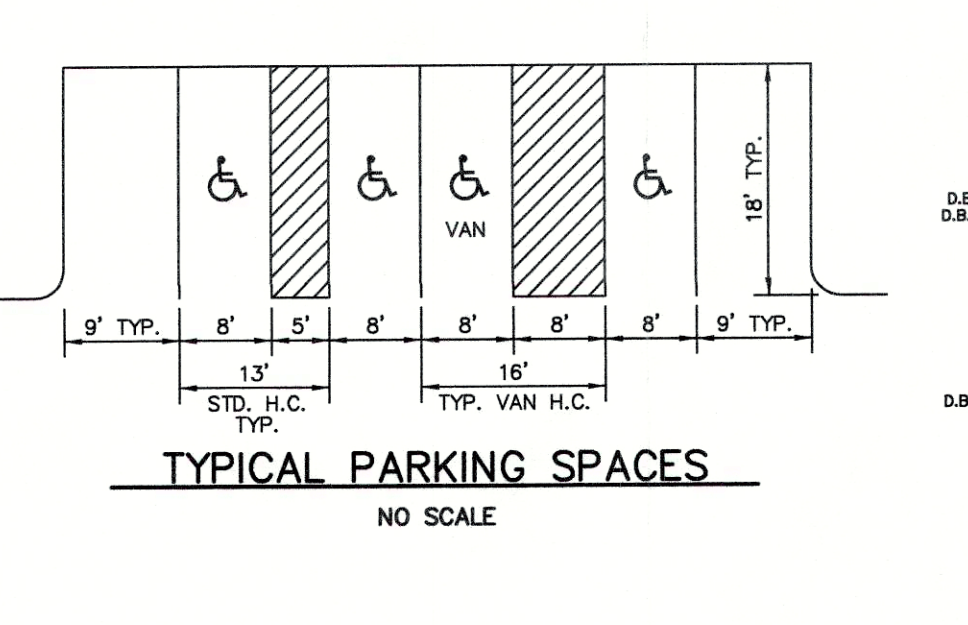 VAN
18' TYP.
D.B.
D.B
9' TYP.
8'
5'
8'
8'
8'
8'
9' TYP.
13'
STD. H.C.
TYP.
16'
TYP. VAN H.C.
TYPICAL PARKING SPACES
NO SCALE